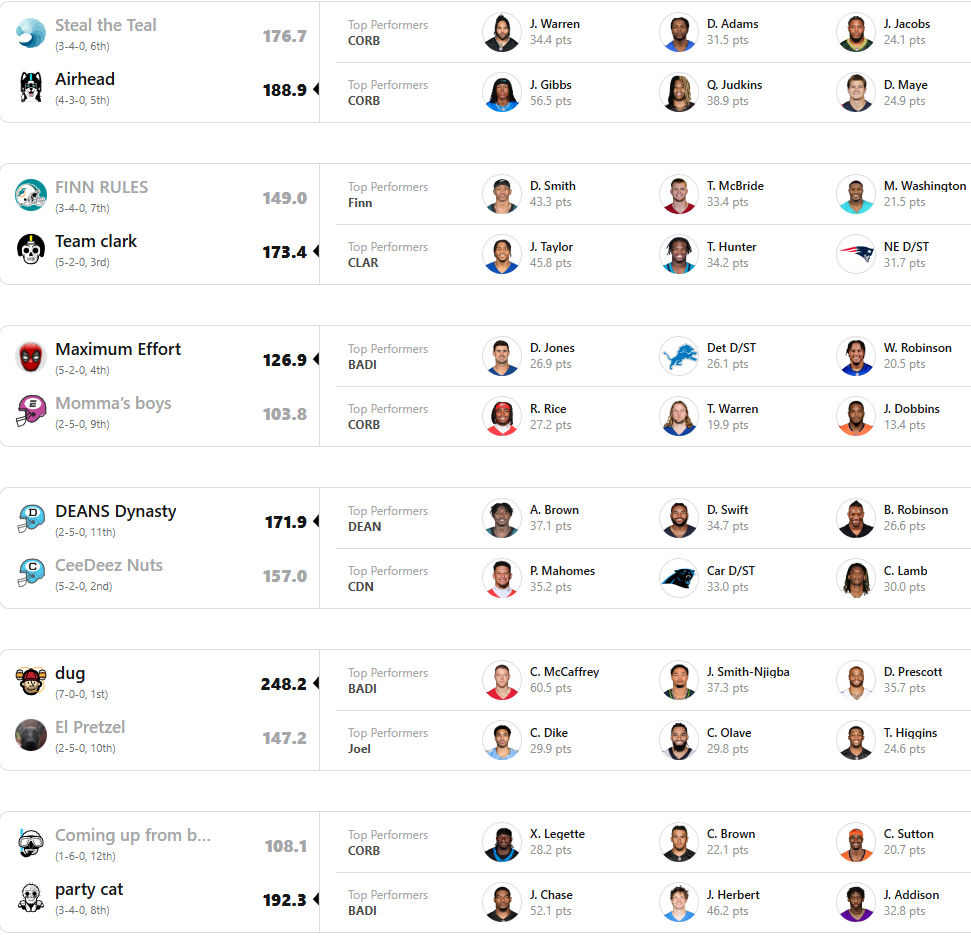 Steal the Teal
(3-4-0, 6th)
176.7
Top Performers
CORB
J. Warren
34.4 pts
D. Adams
31.5 pts
J. Jacobs
24.1 pts
Airhead
(4-3-0, 5th)
188.9
Top Performers
CORB
J. Gibbs
56.5 pts
Q. Judkins
38.9 pts
D. Maye
24.9 pts
FINN RULES
(3-4-0, 7th)
149.0
Top Performers
Finn
D. Smith
43.3 pts
T. McBride
33.4 pts
M. Washington
21.5 pts
Team clark
(5-2-0, 3rd)
173.4
Top Performers
CLAR
J. Taylor
45.8 pts
T. Hunter
34.2 pts
NE D/ST
31.7 pts
Maximum Effort
(5-2-0, 4th)
126.9
Top Performers
BADI
D. Jones
26.9 pts
Det D/ST
26.1 pts
W. Robinson
20.5 pts
Momma's boys
(2-5-0, 9th)
103.8
Top Performers
CORB
R. Rice
27.2 pts
T. Warren
19.9 pts
J. Dobbins
13.4 pts
DEANS Dynasty
(2-5-0, 11th)
171.9
Top Performers
DEAN
A. Brown
37.1 pts
D. Swift
34.7 pts
B. Robinson
26.6 pts
CeeDeez Nuts
(5-2-0, 2nd)
157.0
Top Performers
CDN
P. Mahomes
35.2 pts
Car D/ST
33.0 pts
C. Lamb
30.0 pts
dug
(7-0-0, 1st)
248.2
Top Performers
BADI
C. McCaffrey
60.5 pts
J. Smith-Njigba
37.3 pts
D. Prescott
35.7 pts
El Pretzel
(2-5-0, 10th)
147.2
Top Performers
Joel
C. Dike
29.9 pts
C. Olave
29.8 pts
T. Higgins
24.6 pts
Coming up from b...
(1-6-0, 12th)
108.1
Top Performers
CORB
X. Legette
28.2 pts
C. Brown
22.1 pts
C. Sutton
20.7 pts
party cat
(3-4-0, 8th)
192.3
Top Performers
BADI
J. Chase
52.1 pts
J. Herbert
46.2 pts
J. Addison
32.8 pts